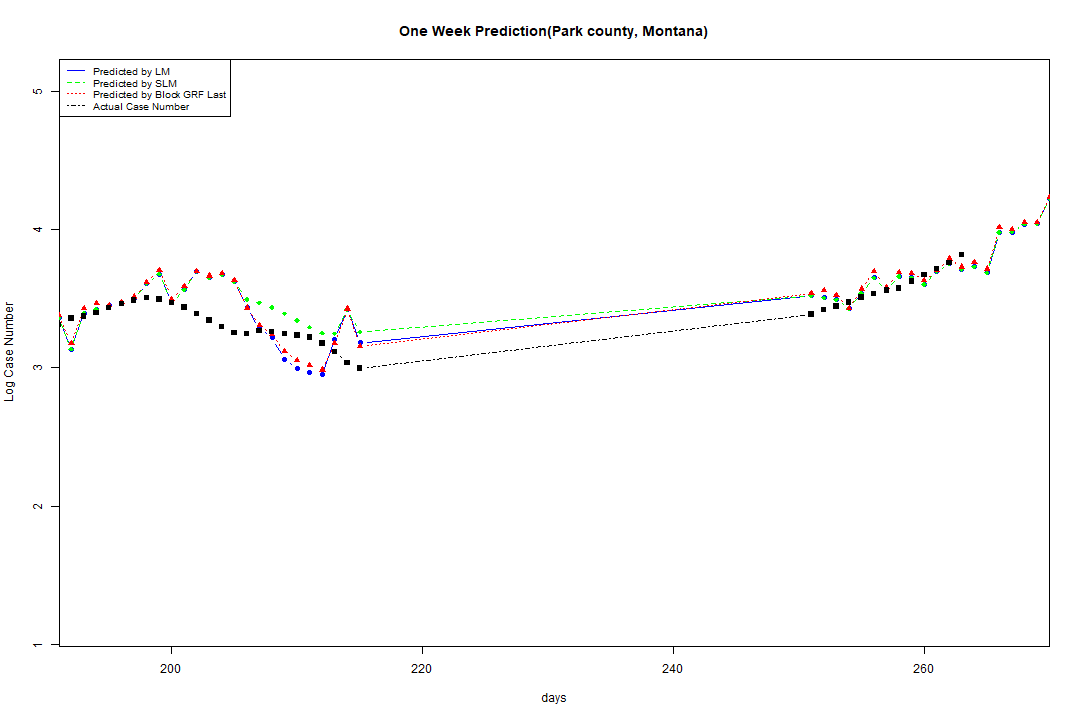 One Week Prediction(Park county, Montana)
Predicted by LM
Predicted by SLM
Predicted by Block GRF Last
Actual Case Number
5
4
3
2
1
Log Case Number
200 220 240 260
days